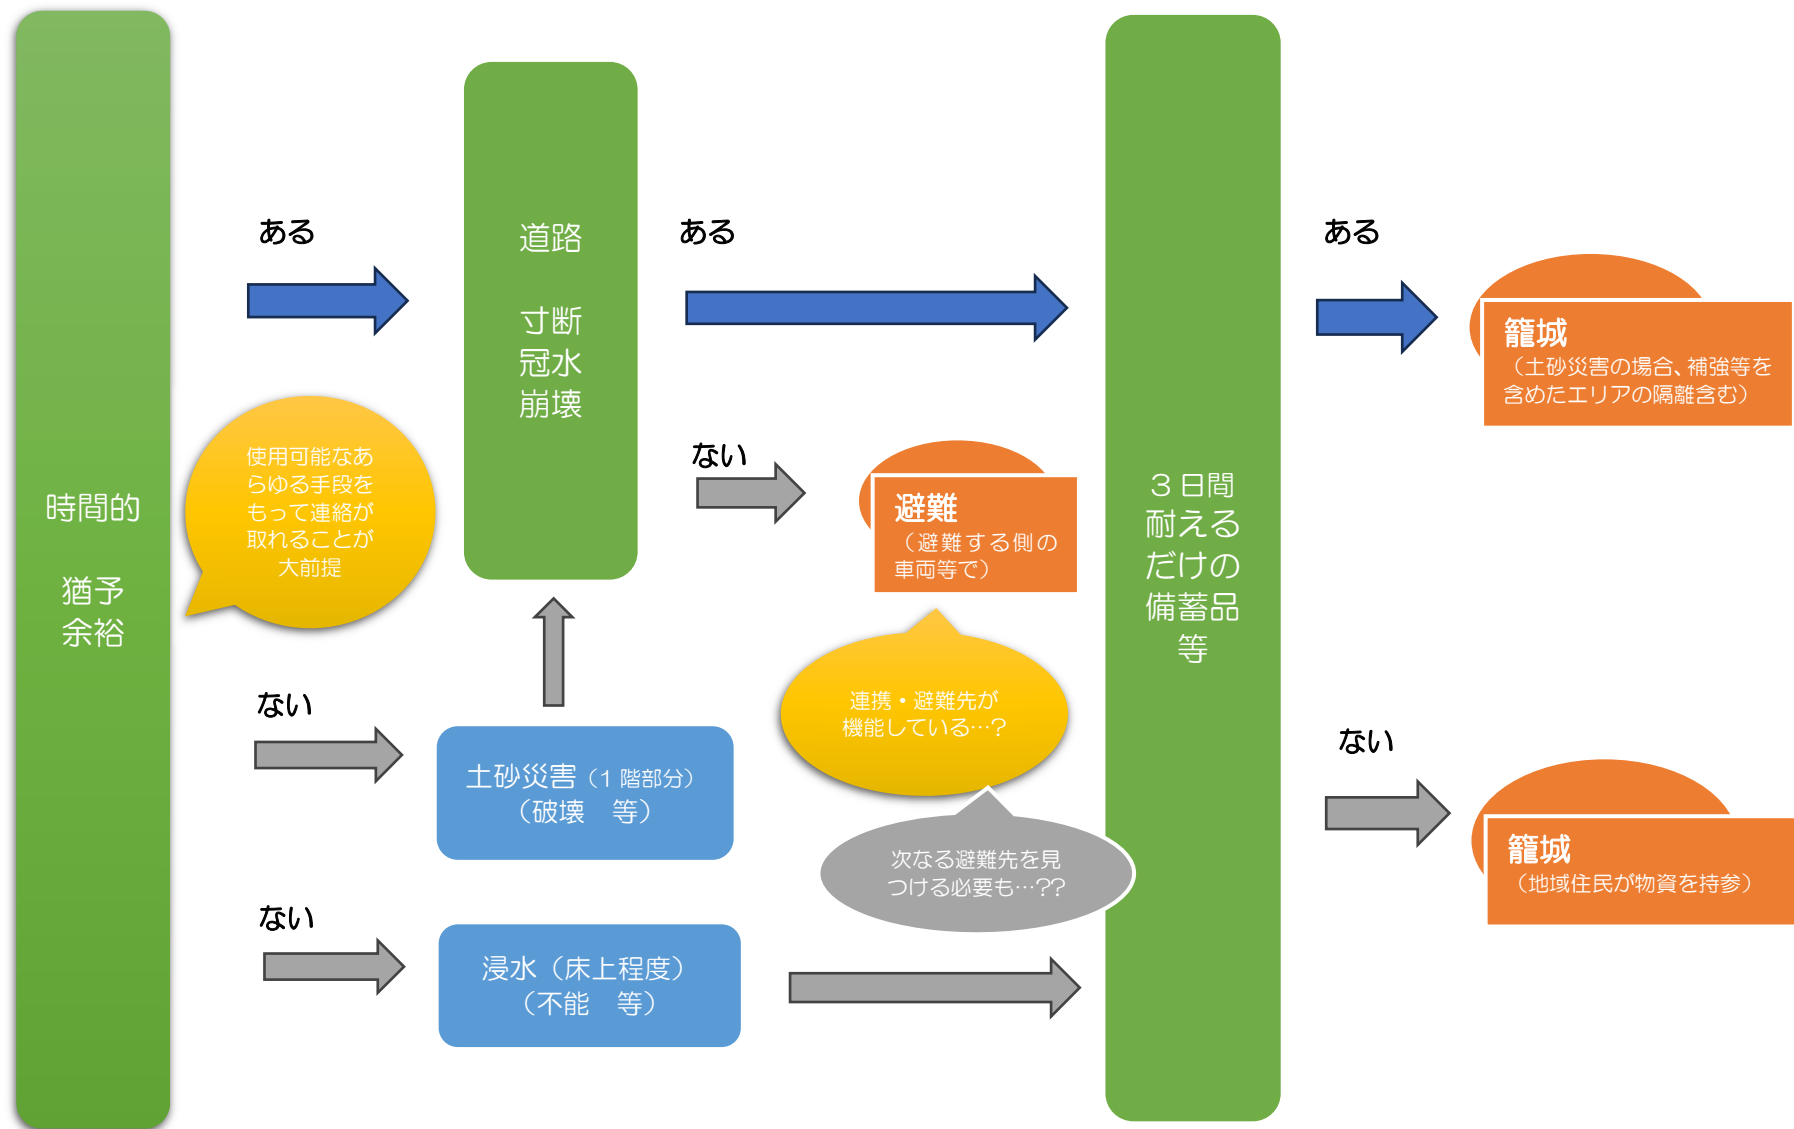 時間的
猶予
余裕
ある
使用可能なあ
らゆる手段を
もって連絡が
取れることが
大前提
ない
ない
道路
寸断
冠水
崩壊
土砂災害（1 階部分）
（破壊　等）
浸水（床上程度）
（不能　等）
ある
ない
避難
（避難する側の
車両等で）
連携・避難先が
機能している…？
次なる避難先を見
つける必要も…？？
３日間
耐える
だけの
備蓄品
等
ある
籠城
（土砂災害の場合、補強等を
含めたエリアの隔離含む）
ない
籠城
（地域住民が物資を持参）